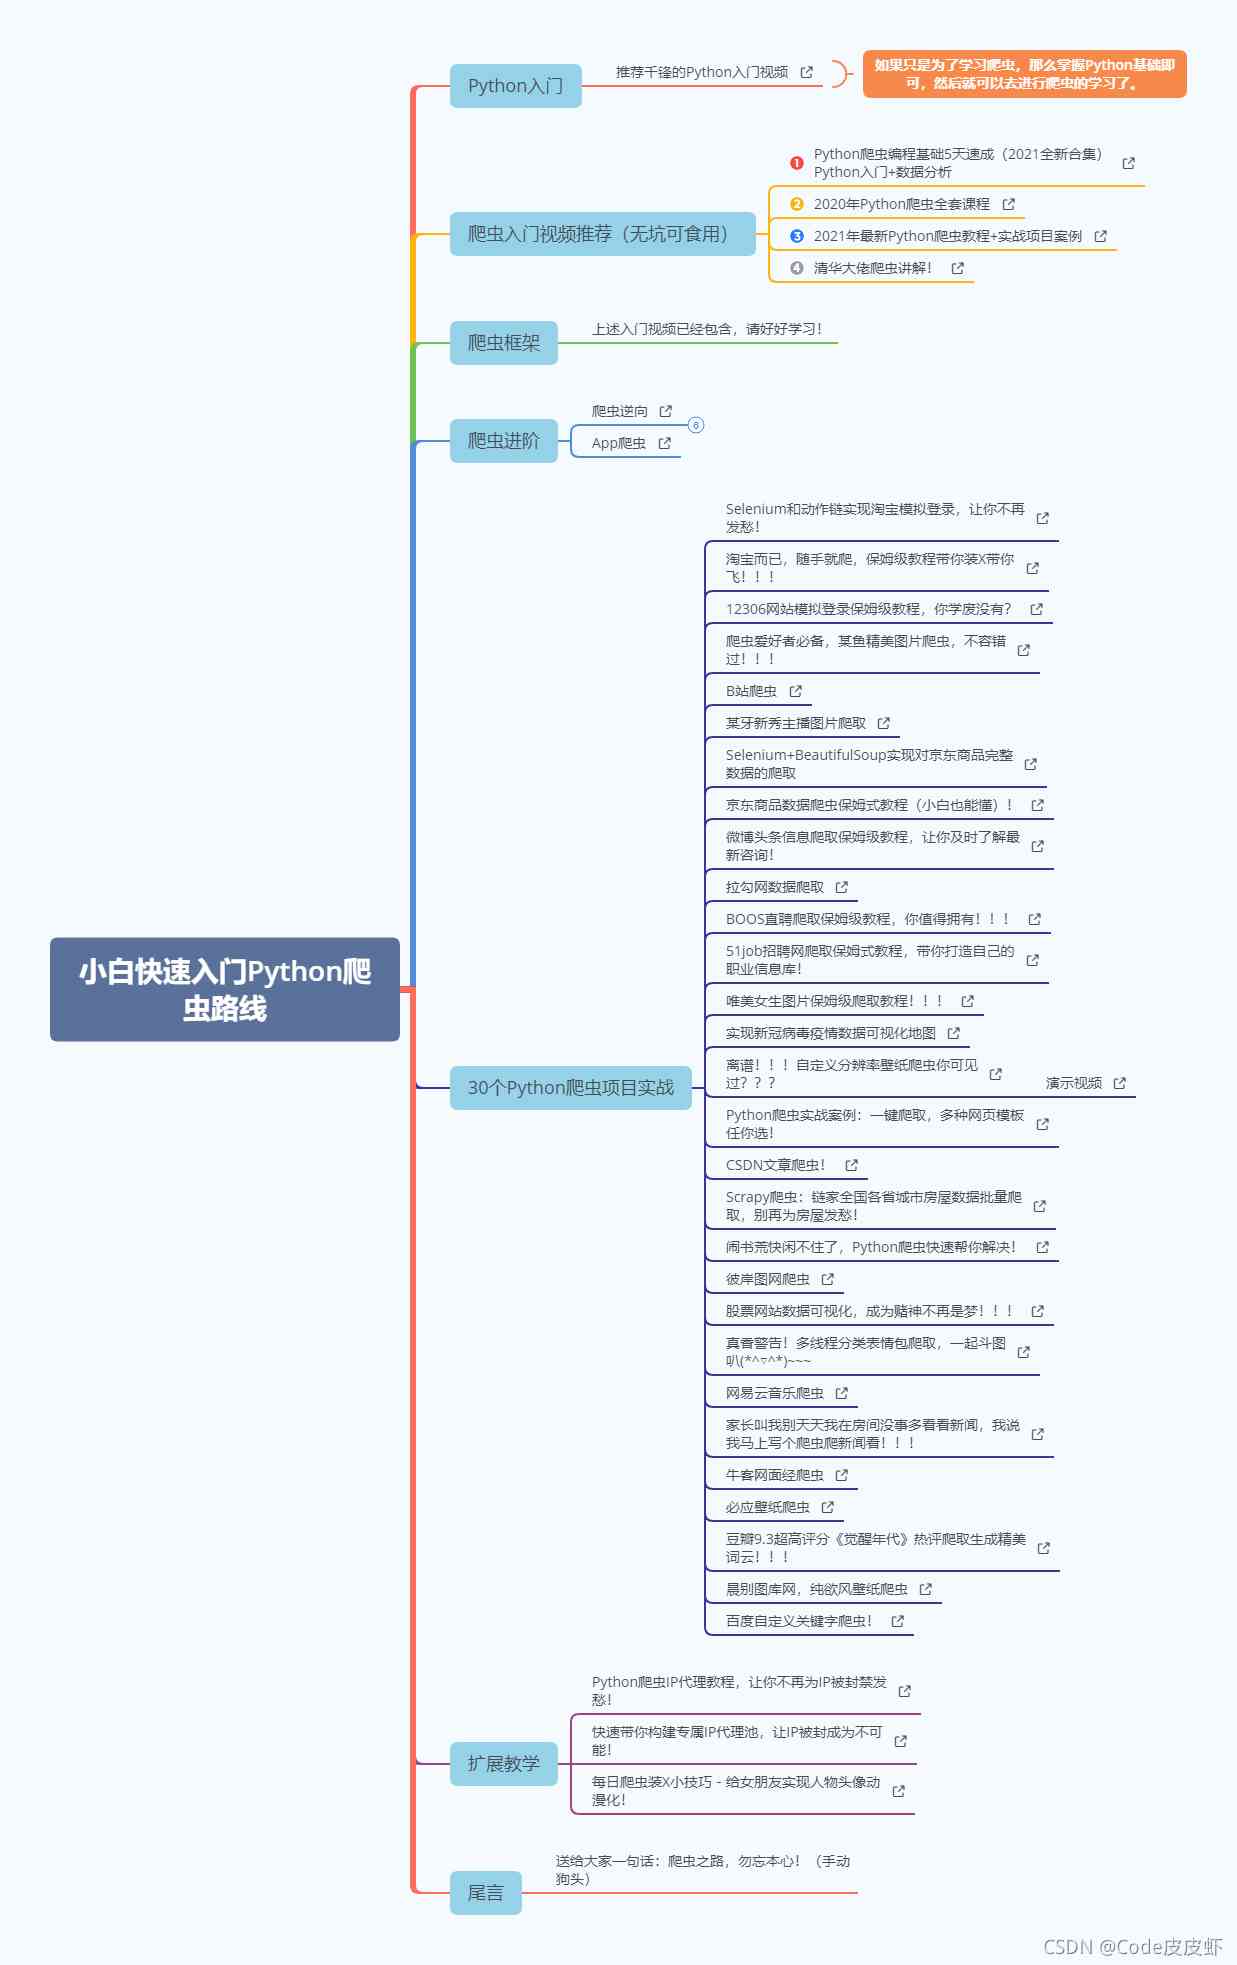 Python入门
推荐千锋的Python入门视频
如果只是为了学习爬虫，那么掌握Python基础即
可，然后就可以去进行爬虫的学习了。
爬虫入门视频推荐（无坑可食用）
1 Python爬虫编程基础5天速成（2021全新合集）
Python入门+数据分析
2 2020年Python爬虫全套课程
3 2021年最新Python爬虫教程+实战项目案例
4 清华大佬爬虫讲解！
爬虫框架
上述入门视频已经包含，请好好学习！
爬虫进阶
爬虫逆向
6
App爬虫
小白快速入门Python爬
虫路线
30个Python爬虫项目实战
Selenium和动作链实现淘宝模拟登录，让你不再
发愁！
淘宝而已，随手就爬，保姆级教程带你装X带你
飞！！！
12306网站模拟登录保姆级教程，你学废没有？
爬虫爱好者必备，某鱼精美图片爬虫，不容错
过！！！
B站爬虫
某牙新秀主播图片爬取
Selenium+BeautifulSoup实现对京东商品完整
数据的爬取
京东商品数据爬虫保姆式教程（小白也能懂）！
微博头条信息爬取保姆级教程，让你及时了解最
新咨询！
拉勾网数据爬取
BOOS直聘爬取保姆级教程，你值得拥有！！！
51job招聘网爬取保姆式教程，带你打造自己的
职业信息库！
唯美女生图片保姆级爬取教程！！！
实现新冠病毒疫情数据可视化地图
离谱！！！自定义分辨率壁纸爬虫你可见
过？？？
演示视频
Python爬虫实战案例：一键爬取，多种网页模板
任你选！
CSDN文章爬虫！
Scrapy爬虫：链家全国各省城市房屋数据批量爬
取，别再为房屋发愁！
闹书荒快闲不住了，Python爬虫快速帮你解决！
彼岸图网爬虫
股票网站数据可视化，成为赌神不再是梦！！！
真香警告！多线程分类表情包爬取，一起斗图
叭(*^▽^*)~~~
网易云音乐爬虫
家长叫我别天天我在房间没事多看看新闻，我说
我马上写个爬虫爬新闻看！！！
牛客网面经爬虫
必应壁纸爬虫
豆瓣9.3超高评分《觉醒年代》热评爬取生成精美
词云！！！
晨别图库网，纯欲风壁纸爬虫
百度自定义关键字爬虫！
扩展教学
Python爬虫IP代理教程，让你不再为IP被封禁发
愁！
快速带你构建专属IP代理池，让IP被封成为不可
能！
每日爬虫装X小技巧 - 给女朋友实现人物头像动
漫化！
尾言
送给大家一句话：爬虫之路，勿忘本心！（手动
狗头）
CSDN @Code皮皮虾